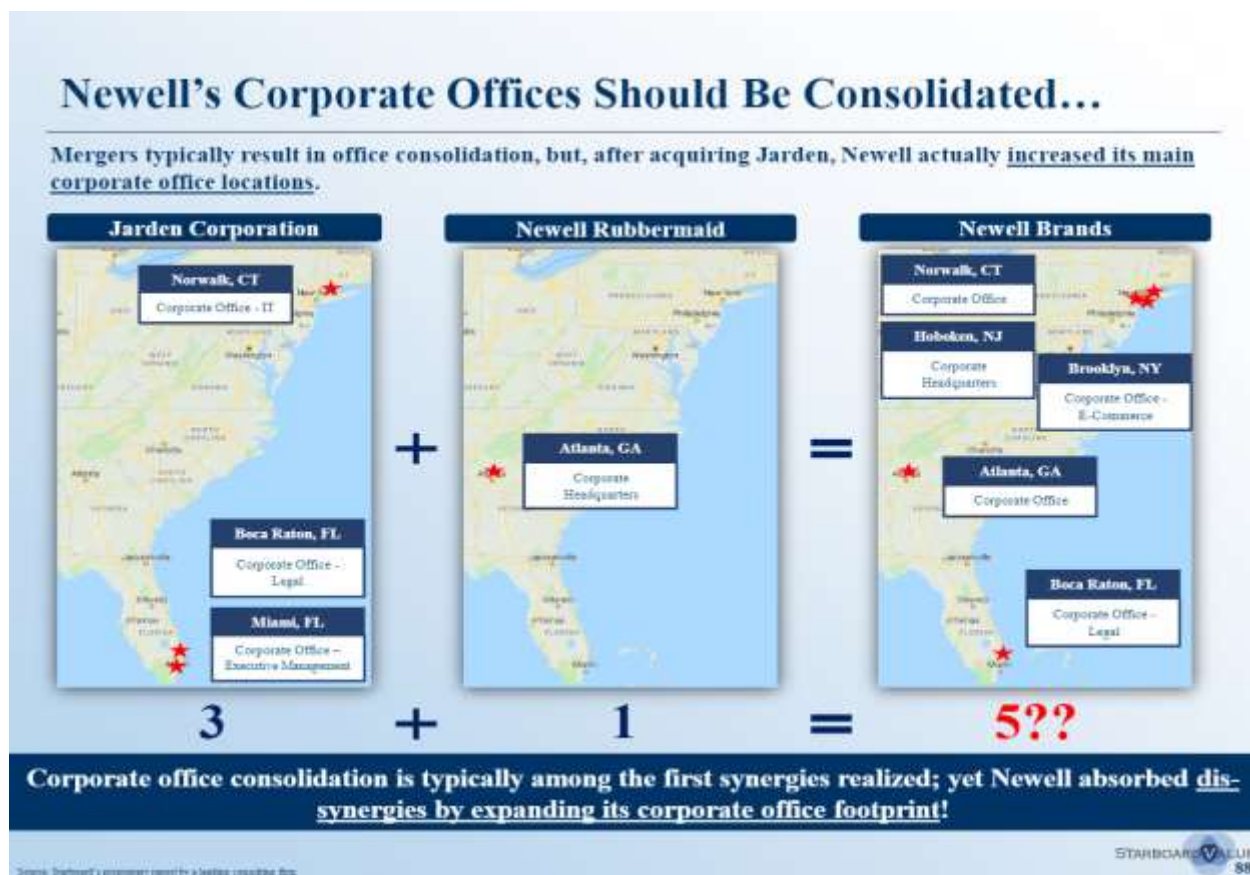 Newell's Corporate Offices Should Be Consolidated…
Mergers typically result in office consolidation, but, after acquiring Jarden, Newell actually increased its main
corporate office locations.
Jarden Corporation
Newell Rubbermaid
Newell Brands
Norwalk, CT
Corporate Office - IT
Boca Raton, FL
Corporate Office -
Legal
Miami, FL
Corporate Office –
Executive Management
+
Atlanta, GA
Corporate
Headquarters
=
Norwalk, CT
Corporate Office
Hoboken, NJ
Corporate
Headquarters
Brooklyn, NY
Corporate Office -
E-Commerce
Atlanta, GA
Corporate Office
Boca Raton, FL
Corporate Office –
Legal
3 + 1 = 5??
Corporate office consolidation is typically among the first synergies realized; yet Newell absorbed dis-
synergies by expanding its corporate office footprint!
STARBOARD VALUE
88